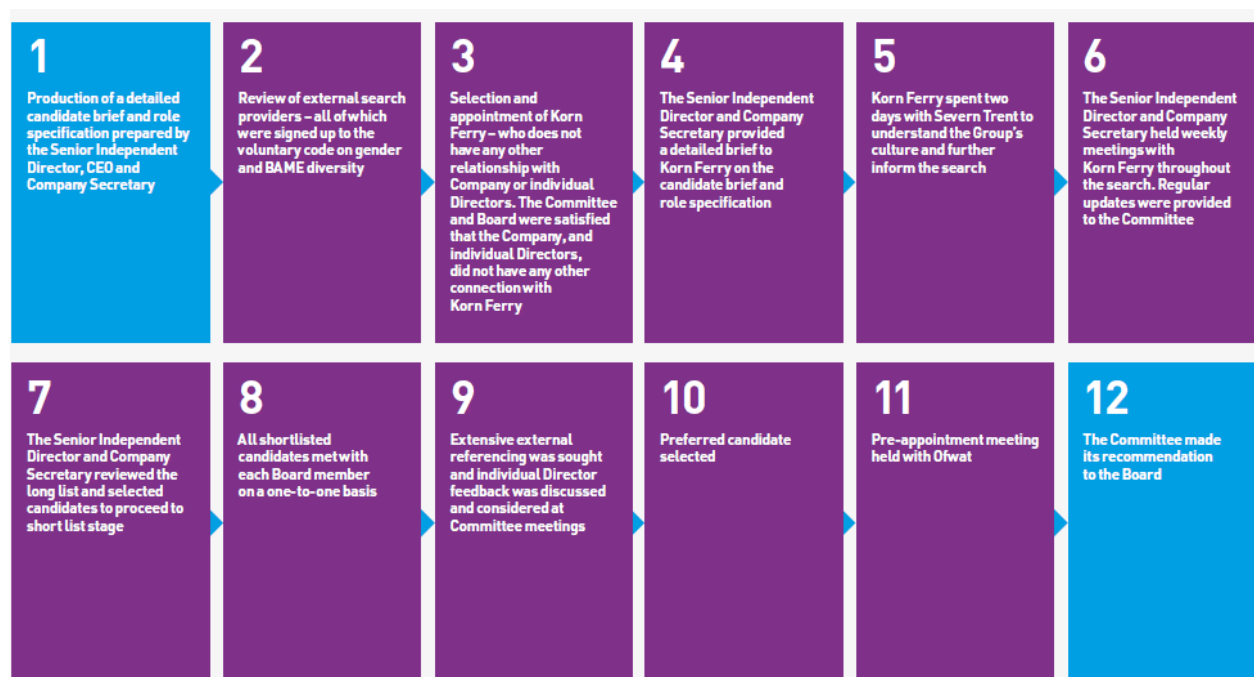 1
Production of a detailed
candidate brief and role
specification prepared by
the Senior Independent
Director, CEO and
Company Secretary
2
Review of external search
providers – all of which
were signed up to the
voluntary code on gender
and BAME diversity
3
Selection and
appointment of Korn
Ferry – who does not
have any other
relationship with
Company or individual
Directors. The Committee
and Board were satisfied
that the Company, and
individual Directors,
did not have any other
connection with
Korn Ferry
4
The Senior Independent
Director and Company
Secretary provided
a detailed brief to
Korn Ferry on the
candidate brief and
role specification
5
Korn Ferry spent two
days with Severn Trent to
understand the Group's
culture and further
inform the search
6
The Senior Independent
Director and Company
Secretary held weekly
meetings with
Korn Ferry throughout
the search. Regular
updates were provided
to the Committee
7
The Senior Independent
Director and Company
Secretary reviewed the
long list and selected
candidates to proceed to
short list stage
8
All shortlisted
candidates met with
each Board member
on a one-to-one basis
9
Extensive external
referencing was sought
and individual Director
feedback was discussed
and considered at
Committee meetings
10
Preferred candidate
selected
11
Pre-appointment meeting
held with Ofwat
12
The Committee made
its recommendation
to the Board